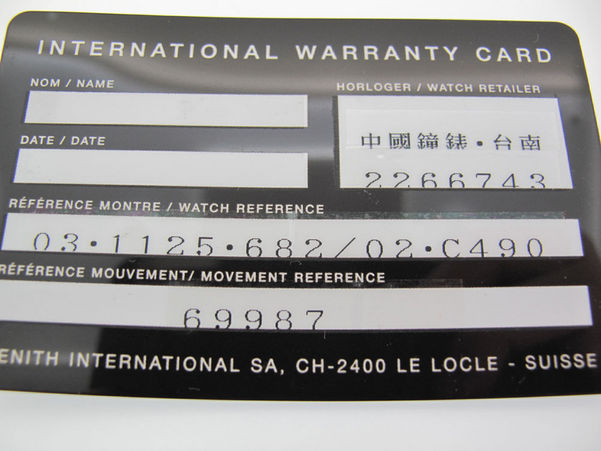 INTERNATIONAL WARRANTY CARD
NOM / NAME
HORLOGER / WATCH RETAILER
中國鐘錶・台南
2266743
DATE / DATE
RÉFÉRENCE MONTRE / WATCH REFERENCE
03・1125・682/02・C490
RÉFÉRENCE MOUVEMENT/ MOVEMENT REFERENCE
69987
ENITH INTERNATIONAL SA, CH-2400 LE LOCLE - SUISSE